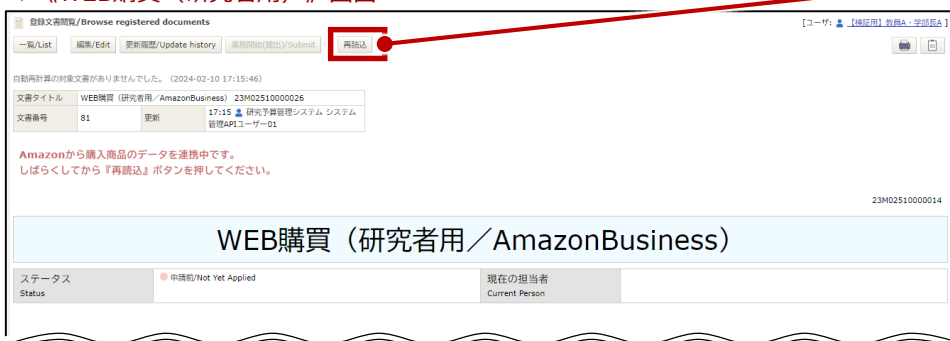 登録文書閲覧/Browse registered documents
[ユーザ: 【検証用】教員A・学部長A ]
一覧/List 編集/Edit 更新履歴/Update history 業務開始(提出)/Submit 再読込
自動再計算の対象文書がありませんでした。 (2024-02-10 17:15:46)
文書タイトル WEB購買（研究者用／AmazonBusiness） 23M02510000026
文書番号 81 更新 17:15 研究予算管理システム システム
管理APIユーザー01
Amazonから購入商品のデータを連携中です。
しばらくしてから『再読込』ボタンを押してください。
23M02510000014
WEB購買（研究者用／AmazonBusiness）
ステータス ● 申請前/Not Yet Applied 現在の担当者
Status Current Person